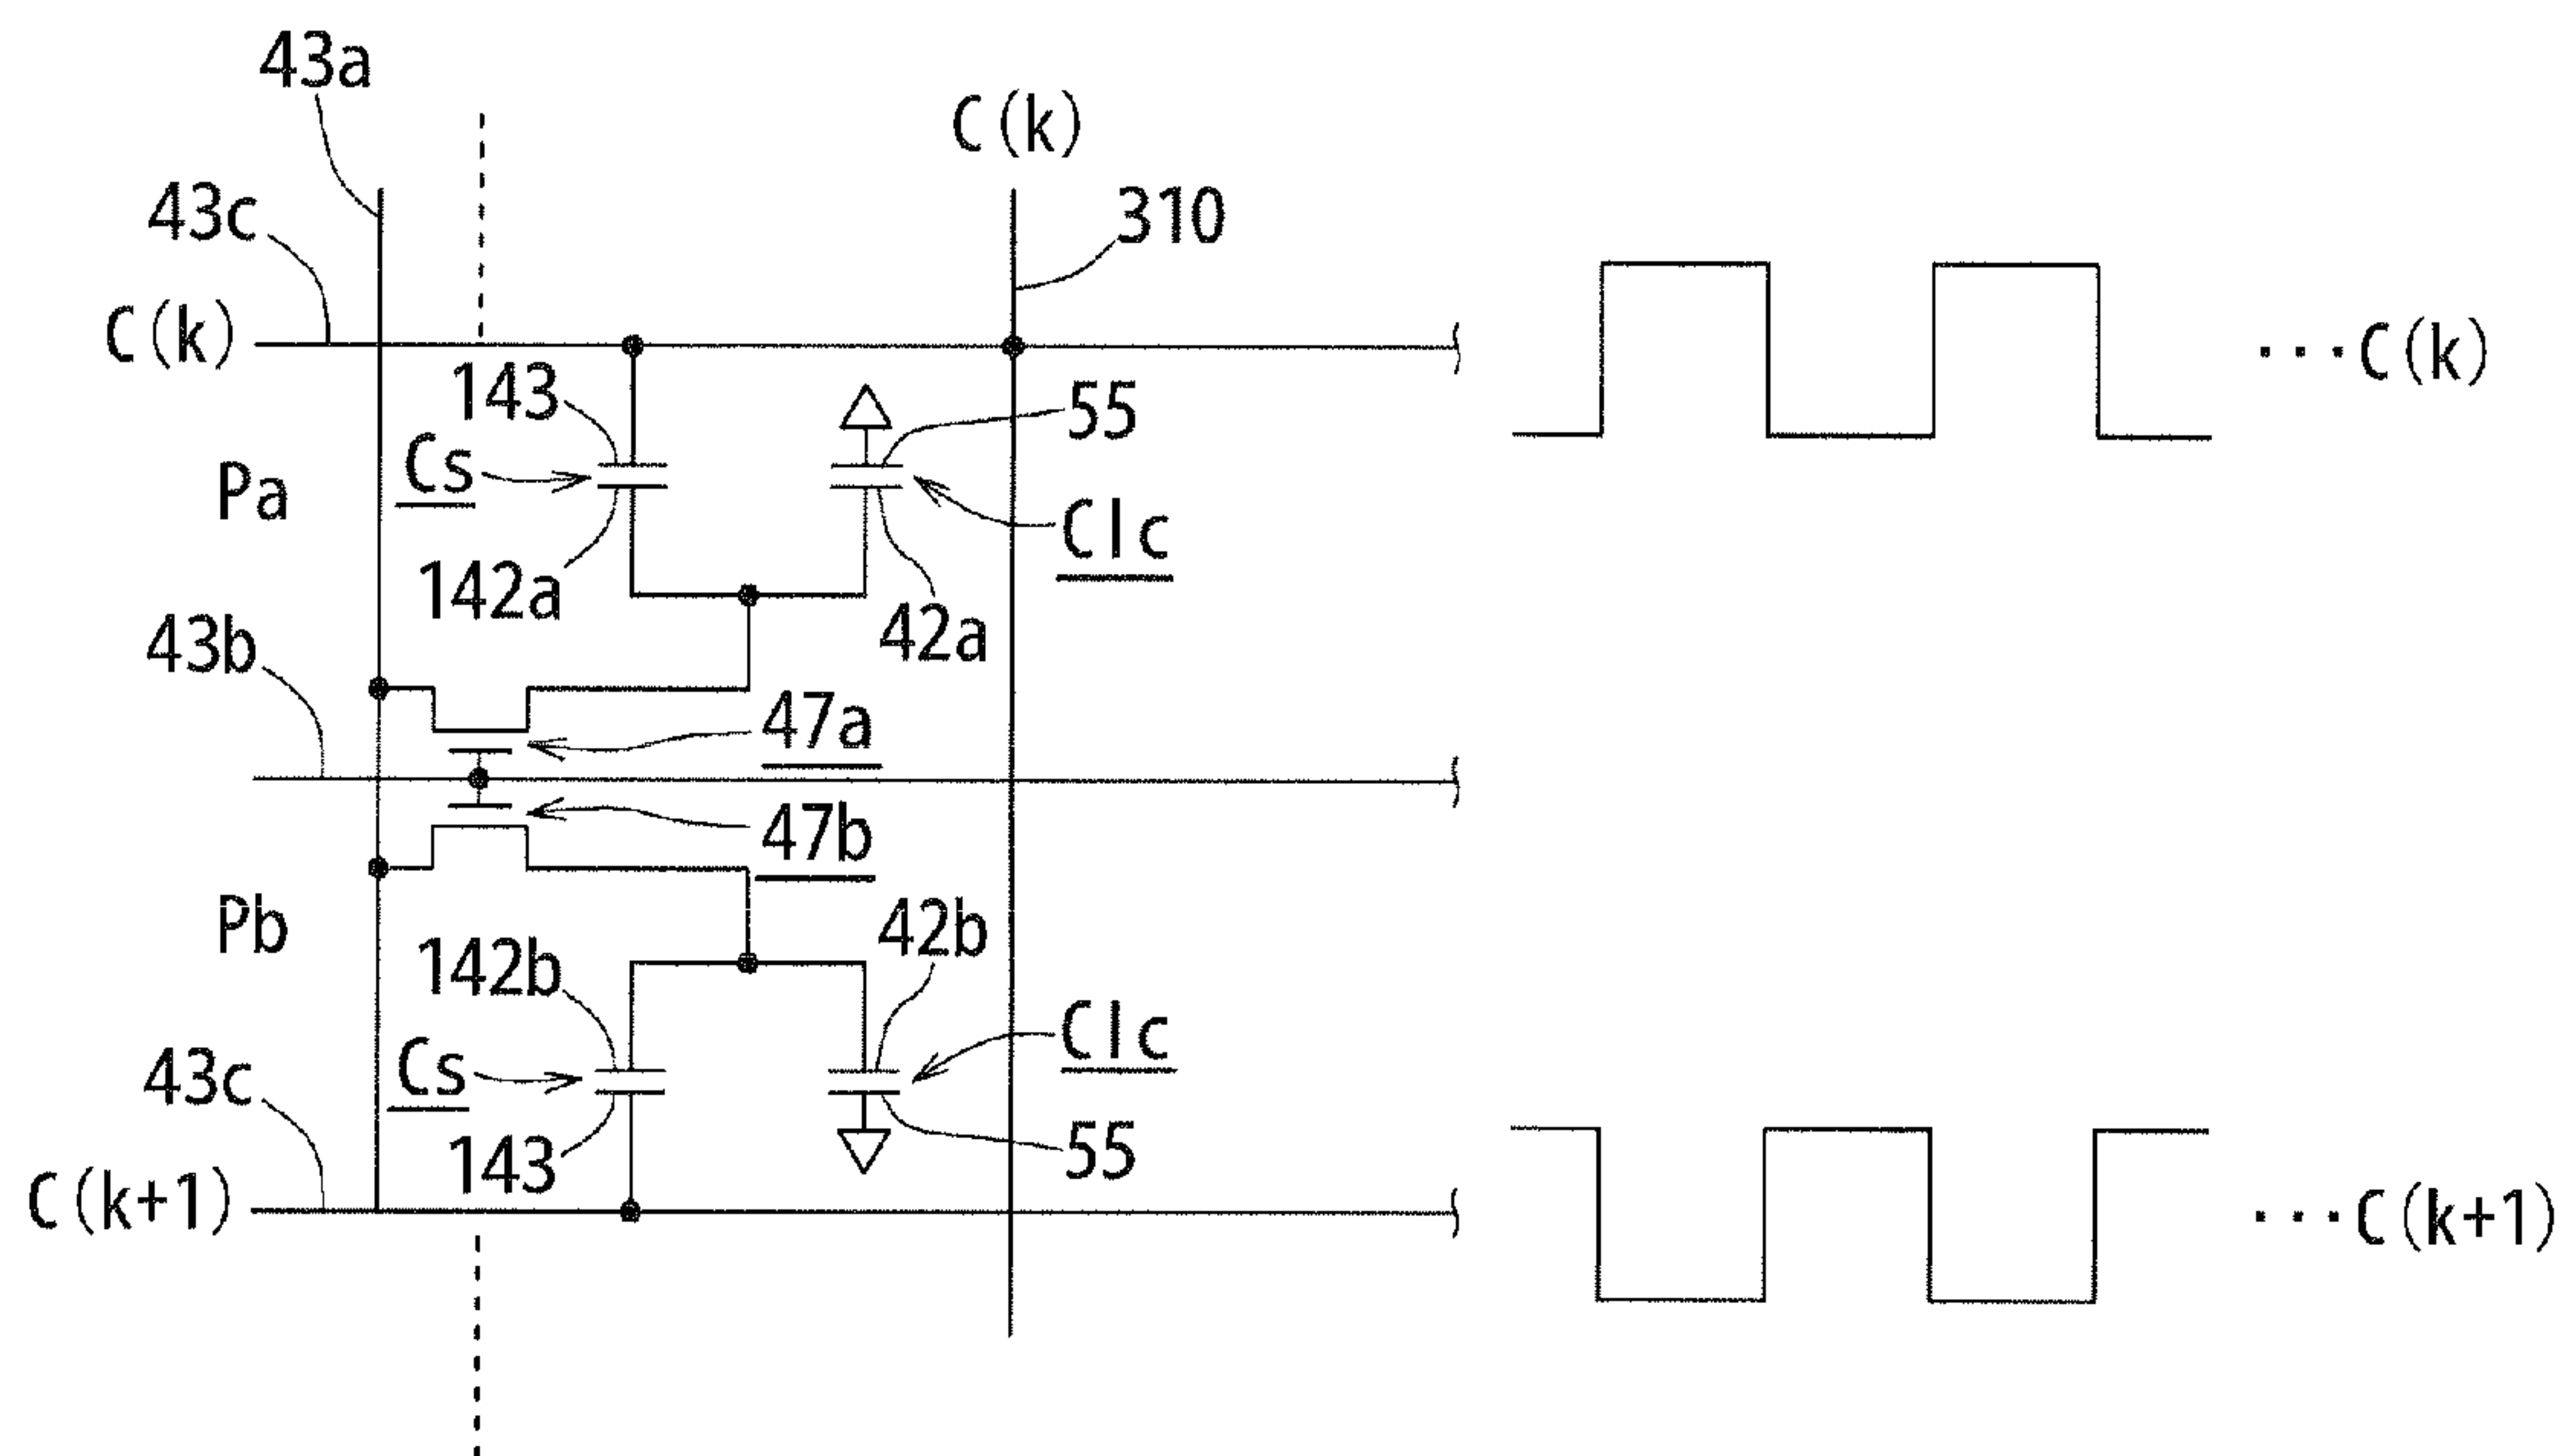 43a
C(k)
43c
310
C(k)
143
55
···C(k)
Cs
Pa
Clc
142a
42a
43b
47a
47b
Pb
42b
142b
Clc
Cs
43c
143
55
C(k+1)
···C(k+1)